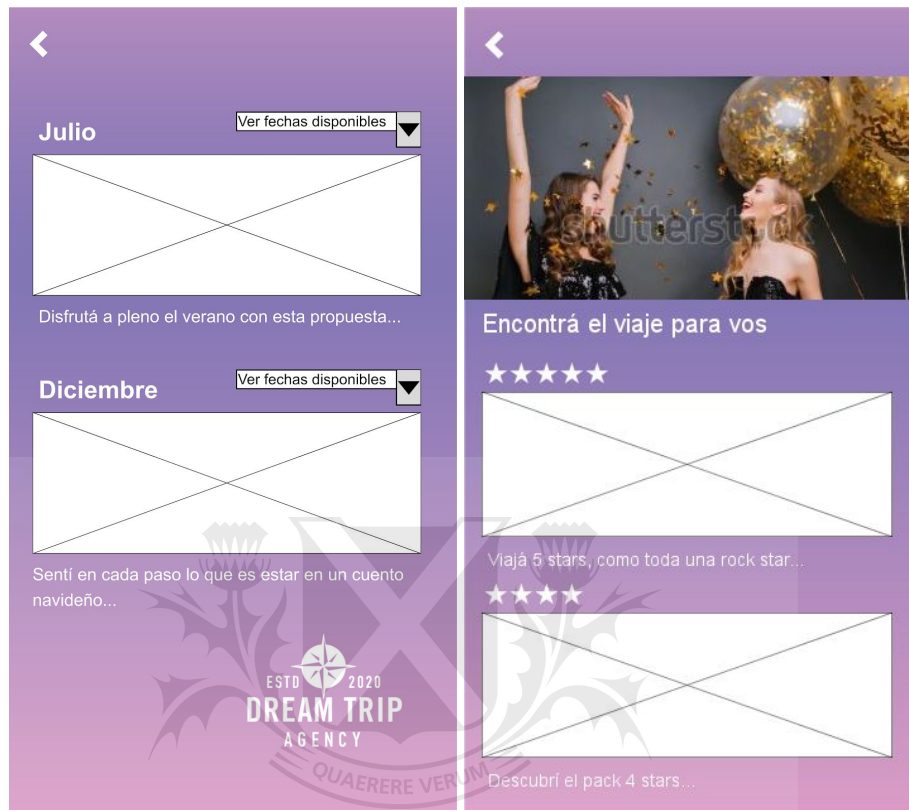 Julio
Ver fechas disponibles
Disfrutá a pleno el verano con esta propuesta...
Diciembre
Ver fechas disponibles
Sentí en cada paso lo que es estar en un cuento
navideño...
ESTD 2020
DREAM TRIP
AGENCY
QUAERERE VERUM
shutterstock
Encontrá el viaje para vos
Viajá 5 stars, como toda una rock star...
Descubrí el pack 4 stars...